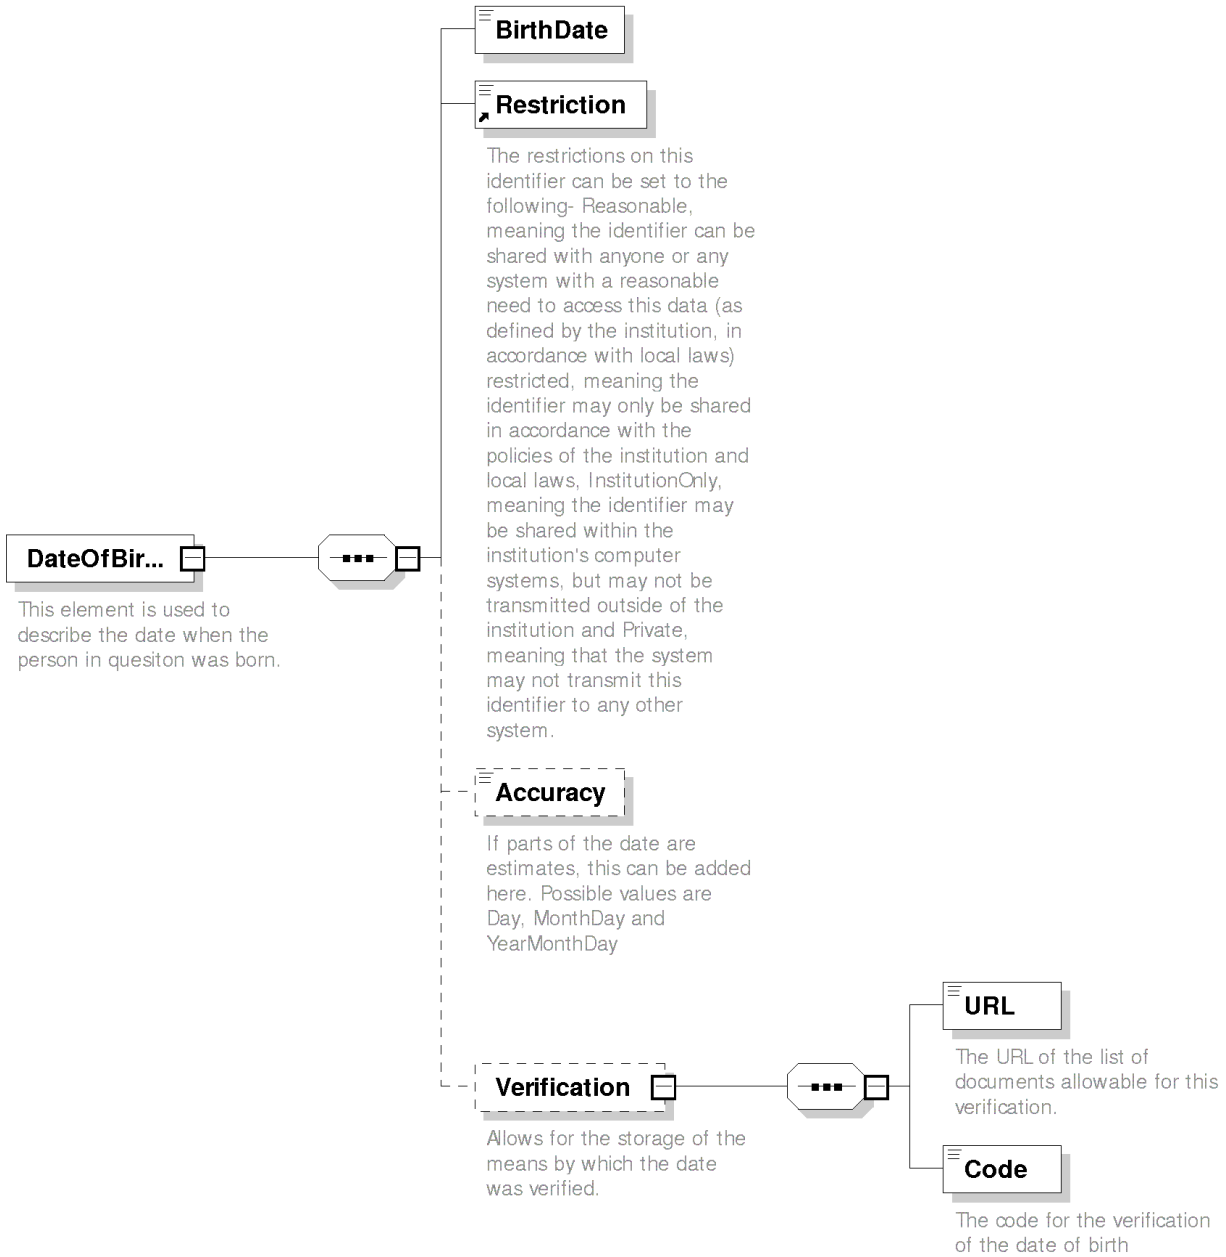 BirthDate
Restriction
The restrictions on this
identifier can be set to the
following- Reasonable,
meaning the identifier can be
shared with anyone or any
system with a reasonable
need to access this data (as
defined by the institution, in
accordance with local laws)
restricted, meaning the
identifier may only be shared
in accordance with the
policies of the institution and
local laws, InstitutionOnly,
meaning the identifier may
be shared within the
institution's computer
systems, but may not be
transmitted outside of the
institution and Private,
meaning that the system
may not transmit this
identifier to any other
system.
DateOfBir...
This element is used to
describe the date when the
person in quesiton was born.
Accuracy
If parts of the date are
estimates, this can be added
here. Possible values are
Day, MonthDay and
YearMonthDay
Verification
Allows for the storage of the
means by which the date
was verified.
URL
The URL of the list of
documents allowable for this
verification.
Code
The code for the verification
of the date of birth